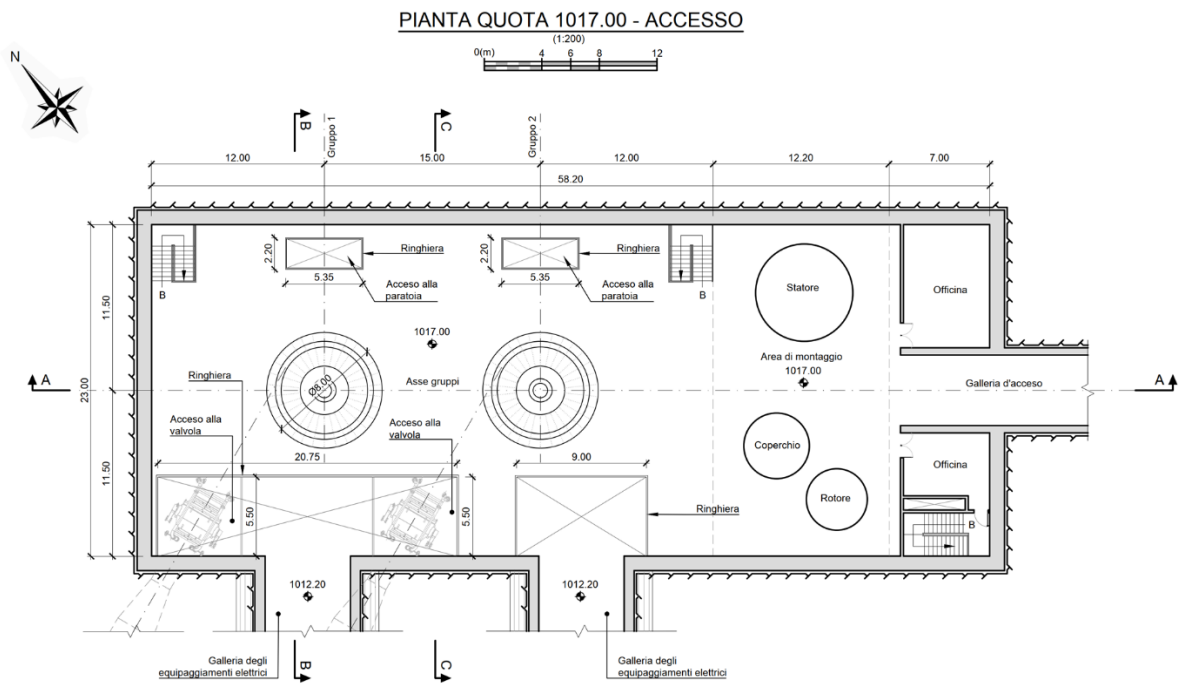 PIANTA QUOTA 1017.00 - ACCESSO
(1:200)
0(m) 4 6 8 12
N
B
C
Gruppo 1
Gruppo 2
12.00 15.00 12.00 12.20 7.00
58.20
2.20
5.35
Ringhiera
Acceso alla
paratoia
2.20
5.35
Ringhiera
Acceso alla
paratoia
B
B
Statore
Officina
11.50
23.00
11.50
1017.00
Area di montaggio
1017.00
A
A
Ringhiera
Ø8.00
Asse gruppi
Galleria d'acceso
Acceso alla
valvola
Acceso alla
valvola
20.75
9.00
Coperchio
Officina
5.50
5.50
Rotore
Ringhiera
B
1012.20
1012.20
Galleria degli
equipaggiamenti elettrici
B
C
Galleria degli
equipaggiamenti elettrici